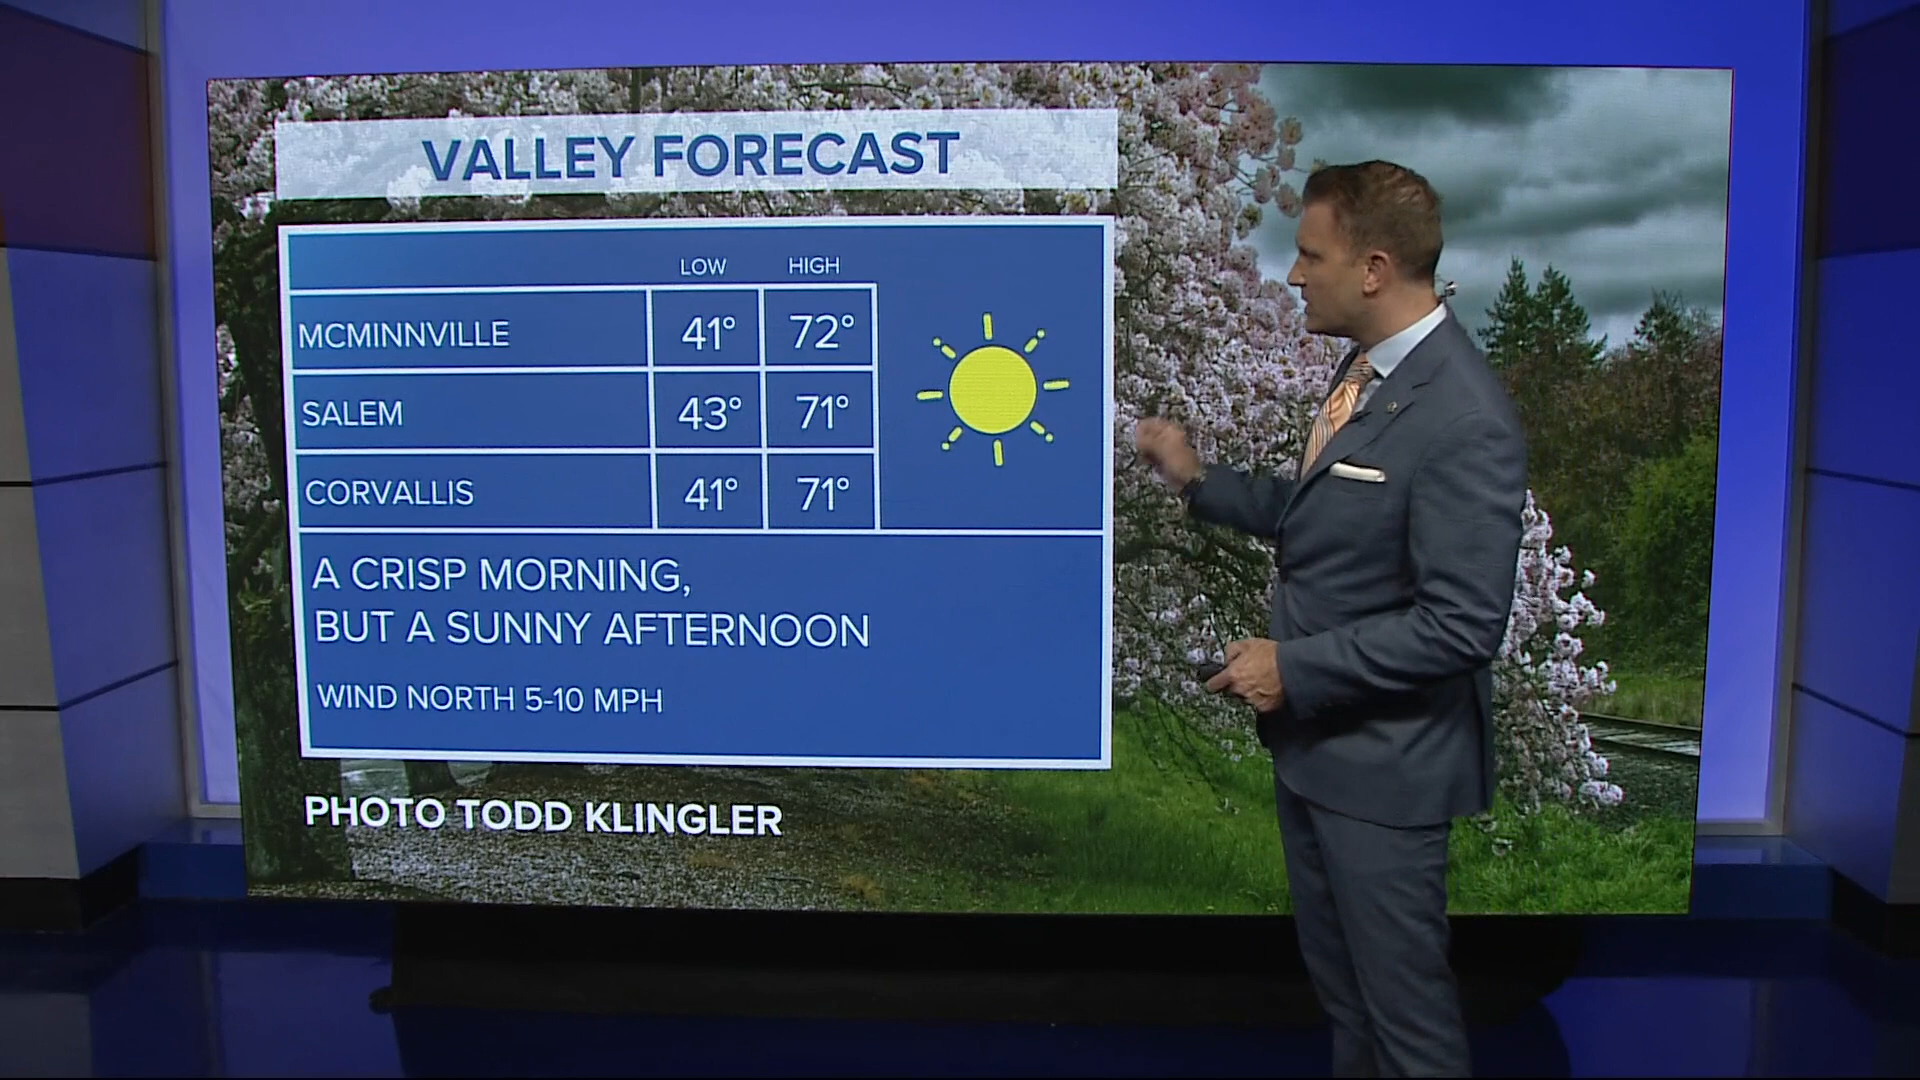 VALLEY FORECAST
LOW HIGH
MCMINNVILLE 41° 72°
SALEM 43° 71°
CORVALLIS 41° 71°
A CRISP MORNING,
BUT A SUNNY AFTERNOON
WIND NORTH 5-10 MPH
PHOTO TODD KLINGLER